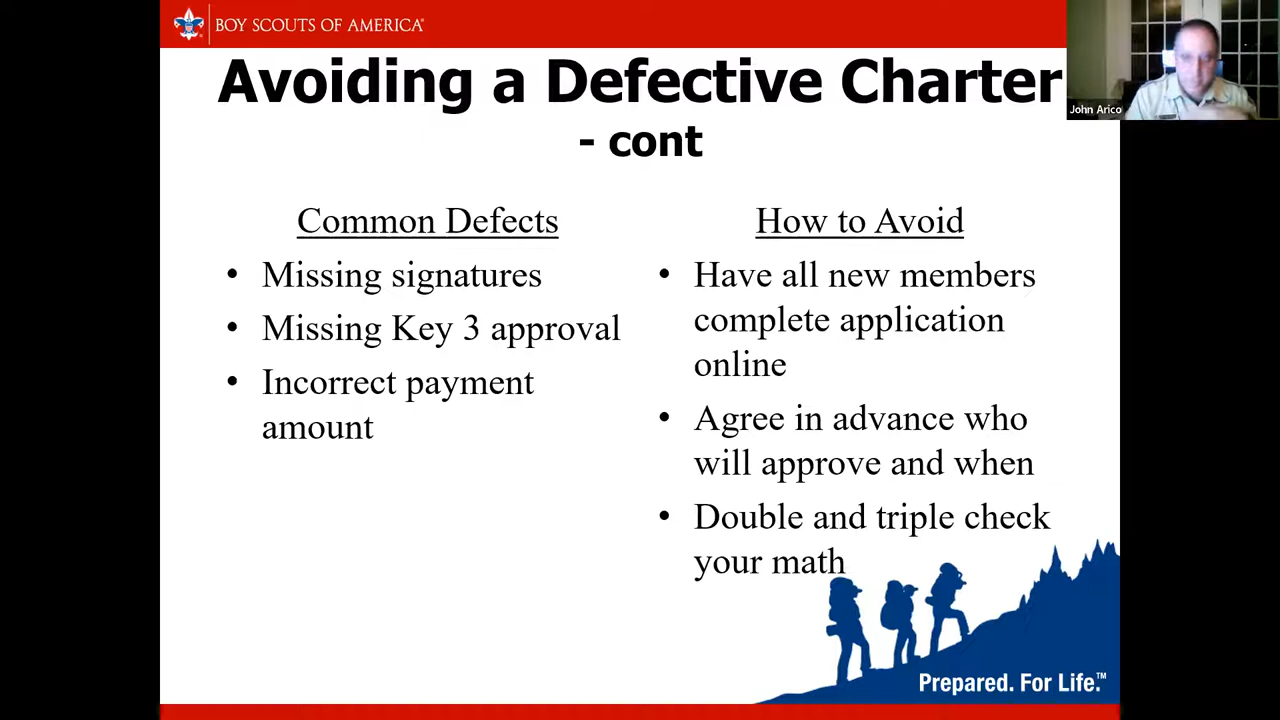 BOY SCOUTS OF AMERICA®
Avoiding a Defective Charter
- cont
John Arico
Common Defects
• Missing signatures
• Missing Key 3 approval
• Incorrect payment
amount
How to Avoid
• Have all new members
complete application
online
• Agree in advance who
will approve and when
• Double and triple check
your math
Prepared. For Life.™